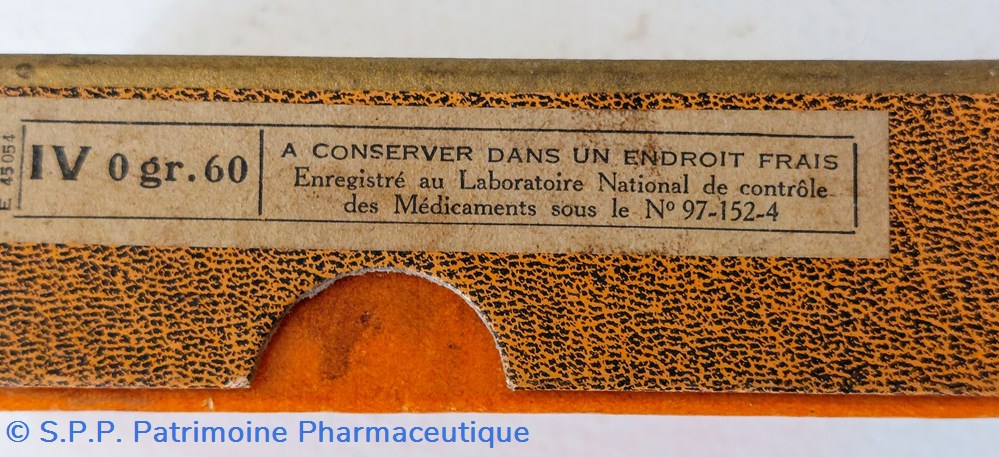 E 45054
IV 0 gr. 60
A CONSERVER DANS UN ENDROIT FRAIS
Enregistré au Laboratoire National de contrôle
des Médicaments sous le Nº 97-152-4
© S.P.P. Patrimoine Pharmaceutique